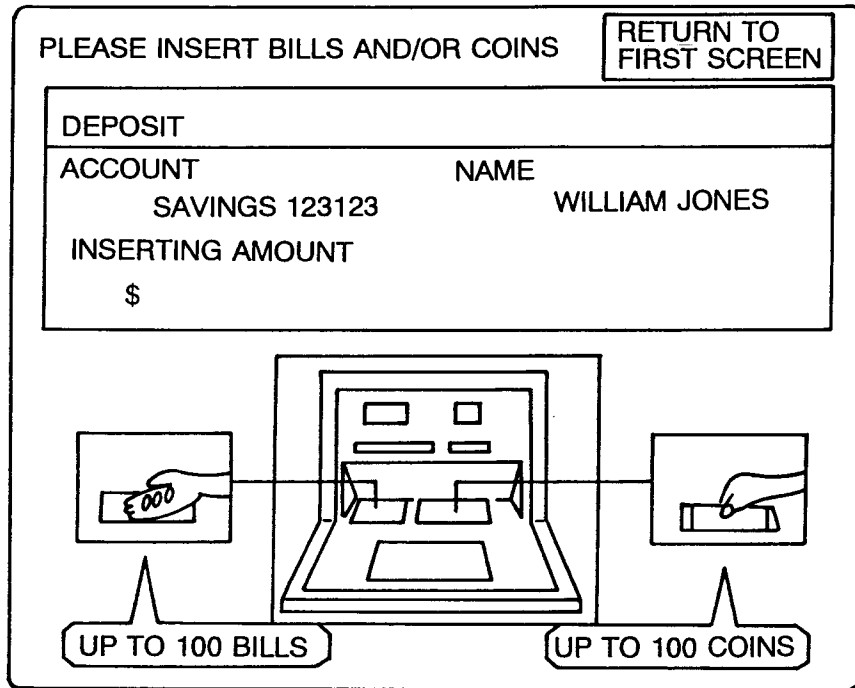 PLEASE INSERT BILLS AND/OR COINS
RETURN TO
FIRST SCREEN
DEPOSIT
ACCOUNT NAME
SAVINGS 123123 WILLIAM JONES
INSERTING AMOUNT
$
UP TO 100 BILLS
UP TO 100 COINS